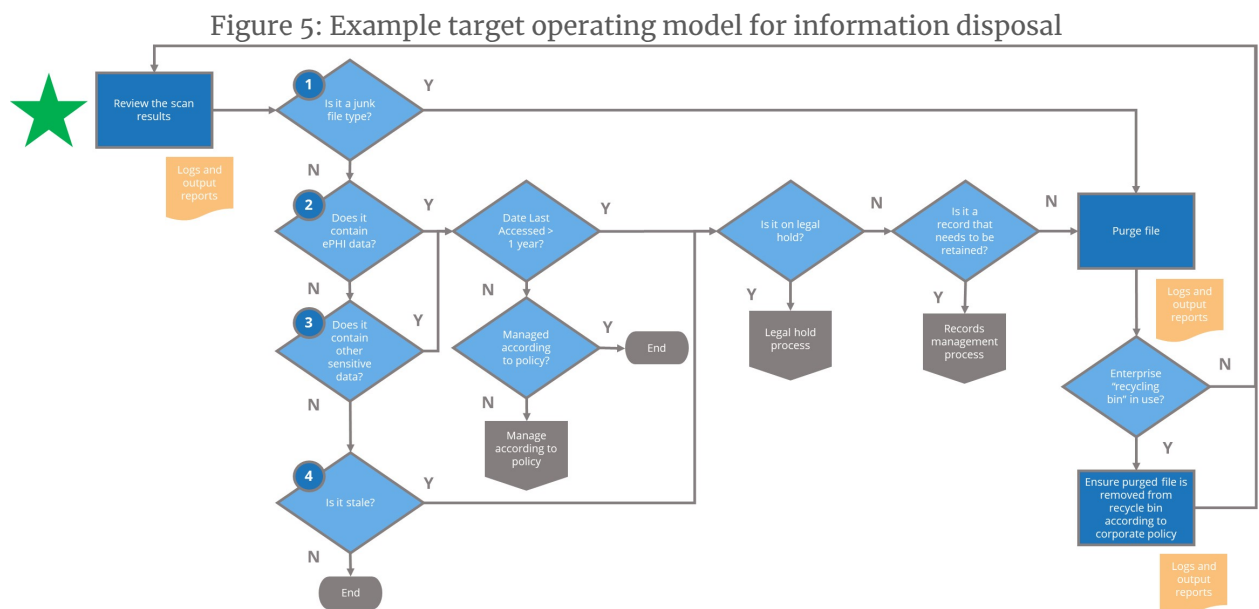 Figure 5: Example target operating model for information disposal
Review the scan
results
Logs and
output
reports
1
Is it a junk
file type?
Y
N
2
Does it
contain
ePHI data?
Y
N
Date Last
Accessed >
1 year?
Y
N
Is it on legal
hold?
N
Y
Is it a
record that
needs to be
retained?
N
Y
Purge file
Logs and
output
reports
3
Does it
contain
other
sensitive
data?
Y
N
Managed
according
to policy?
Y
End
N
Manage
according to
policy
Legal hold
process
Records
management
process
Enterprise
“recycling
bin” in use?
N
Y
4
Is it stale?
Y
N
End
Ensure purged file is
removed from
recycle bin
according to
corporate policy
Logs and
output
reports